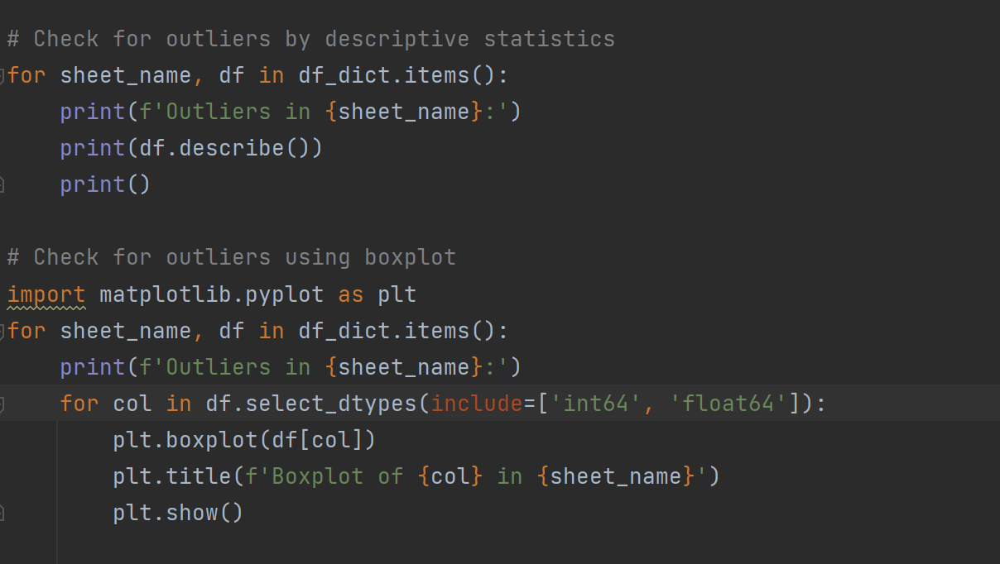 # Check for outliers by descriptive statistics
for sheet_name, df in df_dict.items():
    print(f'Outliers in {sheet_name}:')
    print(df.describe())
    print()
# Check for outliers using boxplot
import matplotlib.pyplot as plt
for sheet_name, df in df_dict.items():
    print(f'Outliers in {sheet_name}:')
    for col in df.select_dtypes(include=['int64', 'float64']):
        plt.boxplot(df[col])
        plt.title(f'Boxplot of {col} in {sheet_name}')
        plt.show()